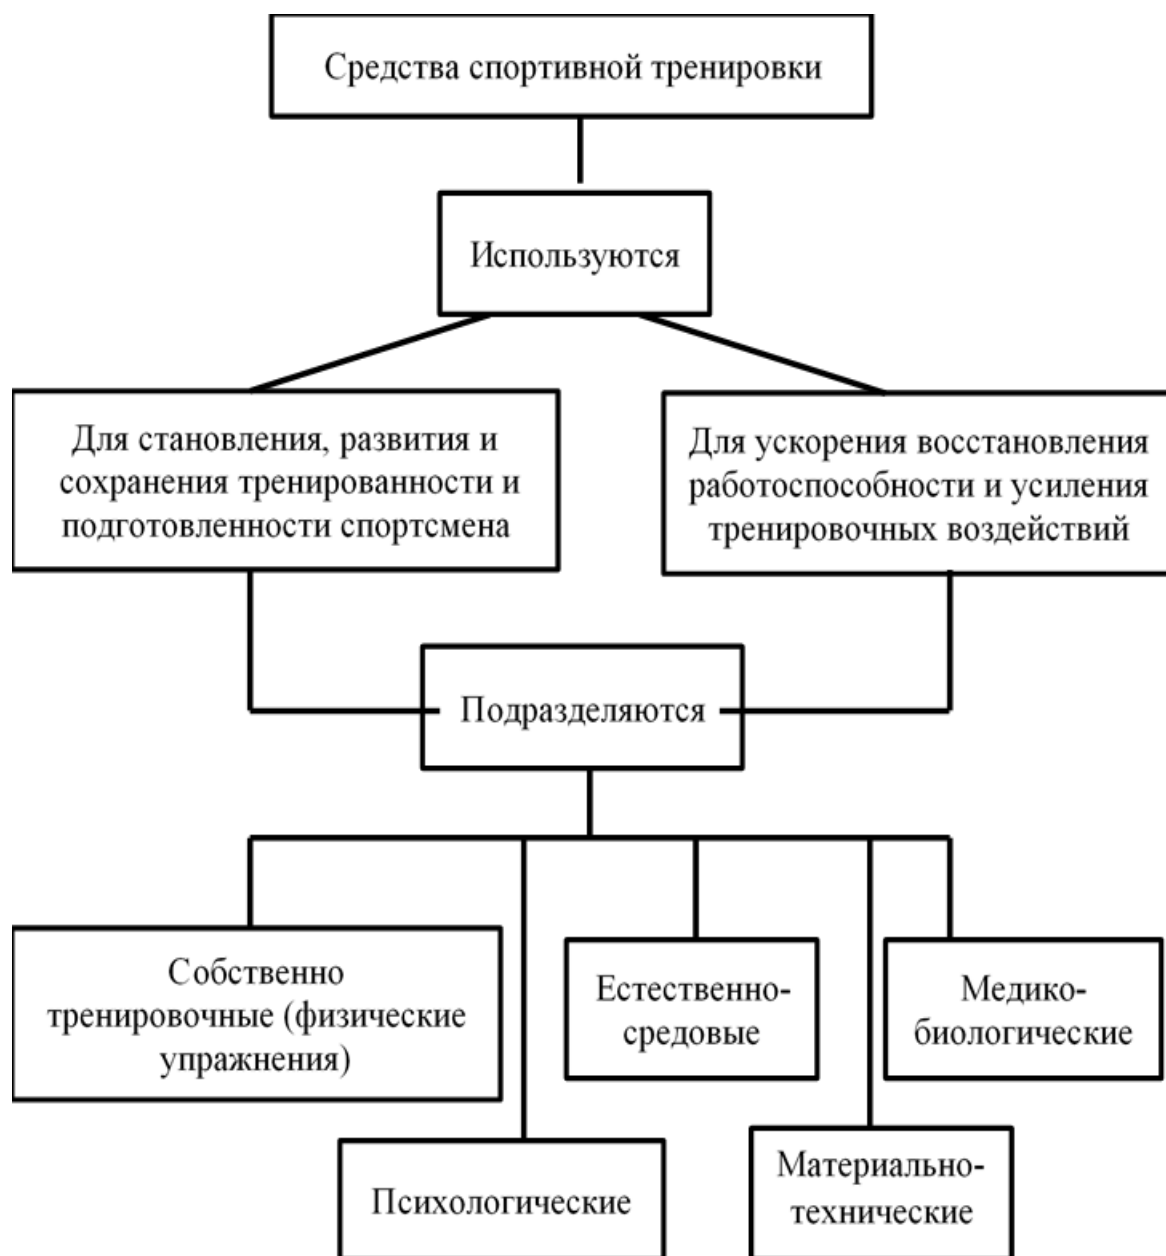 Средства спортивной тренировки
Используются
Для становления, развития и
сохранения тренированности и
подготовленности спортсмена
Для ускорения восстановления
работоспособности и усиления
тренировочных воздействий
Подразделяются
Собственно
тренировочные (физические
упражнения)
Естественно-
средовые
Медико-
биологические
Психологические
Материально-
технические